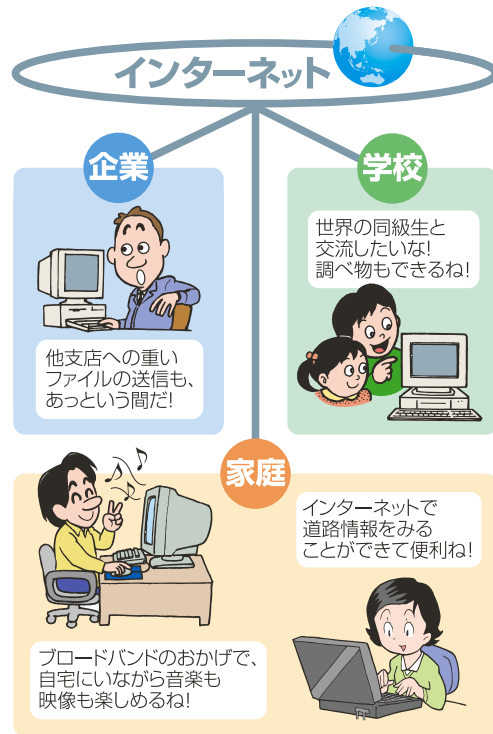 インターネット
企業
学校
世界の同級生と
交流したいな!
調べ物もできるね!
他支店への重い
ファイルの送信も、
あっという間だ!
家庭
インターネットで
道路情報をみる
ことができて便利ね!
ブロードバンドのおかげで、
自宅にいながら音楽も
映像も楽しめるね!